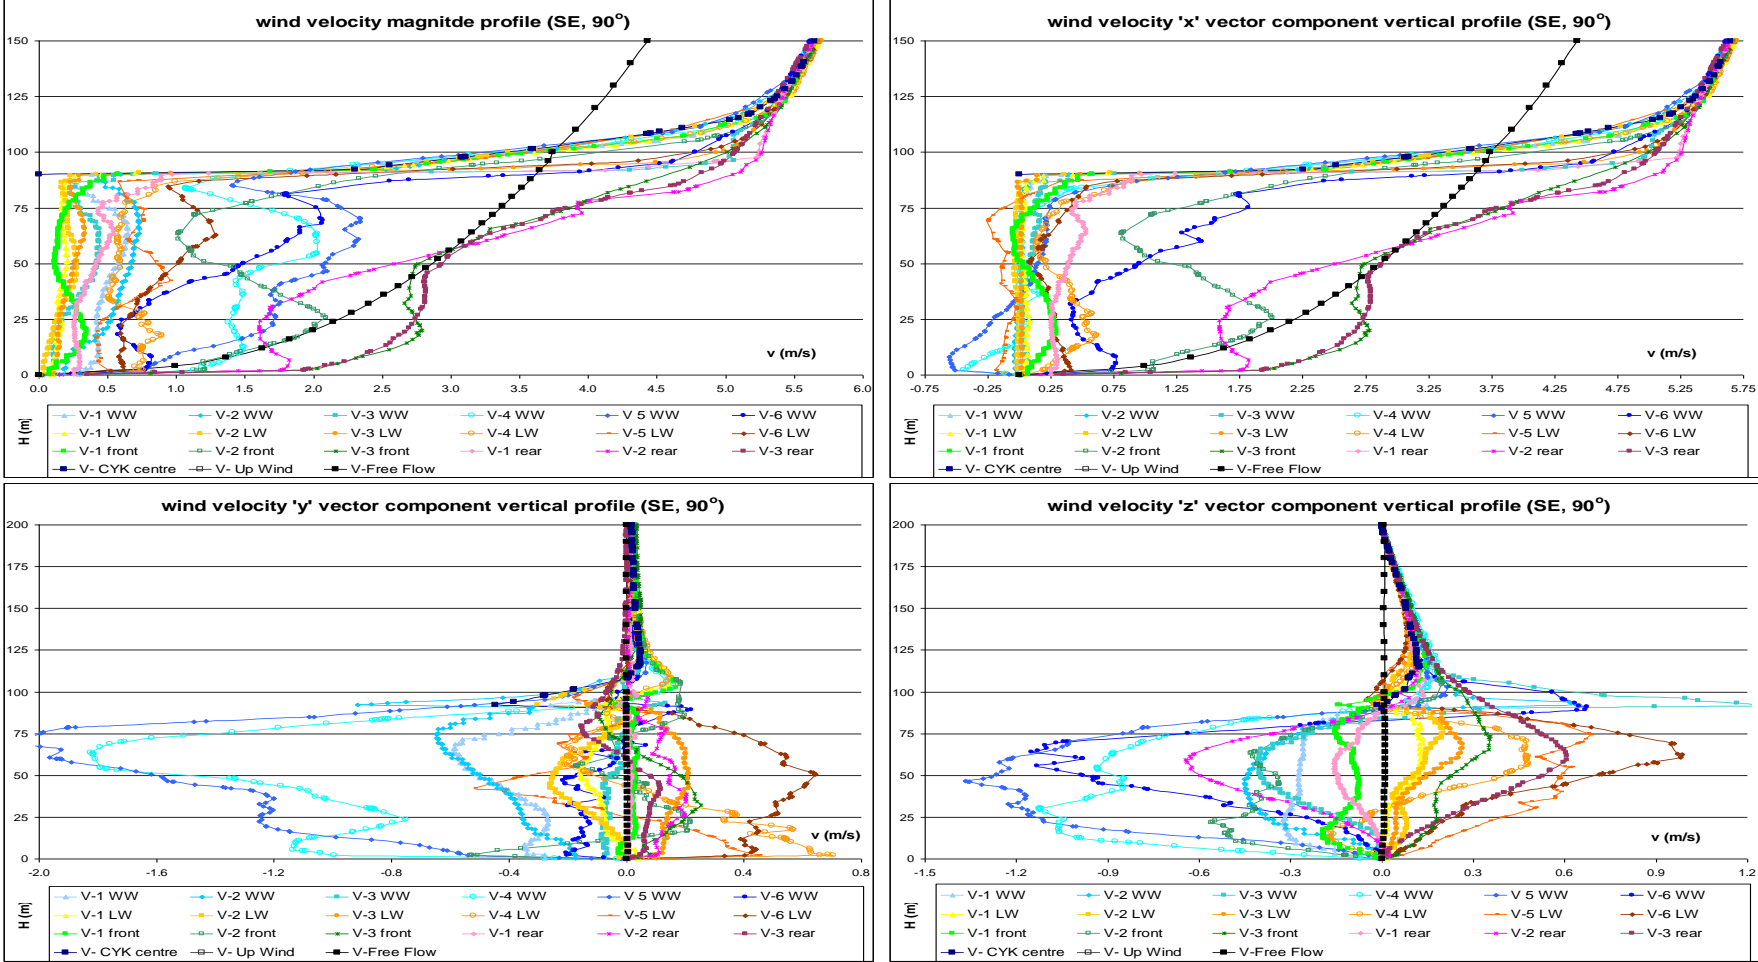 wind velocity magnitde profile (SE, 90°)
150
125
100
75
50
25
0
0.0 0.5 1.0 1.5 2.0 2.5 3.0 3.5 4.0 4.5 5.0 5.5 6.0
v (m/s)
H (m)
V-1 WW V-2 WW V-3 WW V-4 WW V 5 WW V-6 WW
V-1 LW V-2 LW V-3 LW V-4 LW V-5 LW V-6 LW
V-1 front V-2 front V-3 front V-1 rear V-2 rear V-3 rear
V- CYK centre V- Up Wind V-Free Flow
wind velocity 'x' vector component vertical profile (SE, 90°)
150
125
100
75
50
25
0
-0.75 -0.25 0.25 0.75 1.25 1.75 2.25 2.75 3.25 3.75 4.25 4.75 5.25 5.75
v (m/s)
H (m)
V-1 WW V-2 WW V-3 WW V-4 WW V 5 WW V-6 WW
V-1 LW V-2 LW V-3 LW V-4 LW V-5 LW V-6 LW
V-1 front V-2 front V-3 front V-1 rear V-2 rear V-3 rear
V- CYK centre V- Up Wind V-Free Flow
wind velocity 'y' vector component vertical profile (SE, 90°)
200
175
150
125
100
75
50
25
0
-2.0 -1.6 -1.2 -0.8 -0.4 0.0 0.4 0.8
v (m/s)
H (m)
V-1 WW V-2 WW V-3 WW V-4 WW V 5 WW V-6 WW
V-1 LW V-2 LW V-3 LW V-4 LW V-5 LW V-6 LW
V-1 front V-2 front V-3 front V-1 rear V-2 rear V-3 rear
V- CYK centre V- Up Wind V-Free Flow
wind velocity 'z' vector component vertical profile (SE, 90°)
200
175
150
125
100
75
50
25
0
-1.5 -1.2 -0.9 -0.6 -0.3 0.0 0.3 0.6 0.9 1.2
v (m/s)
H (m)
V-1 WW V-2 WW V-3 WW V-4 WW V 5 WW V-6 WW
V-1 LW V-2 LW V-3 LW V-4 LW V-5 LW V-6 LW
V-1 front V-2 front V-3 front V-1 rear V-2 rear V-3 rear
V- CYK centre V- Up Wind V-Free Flow